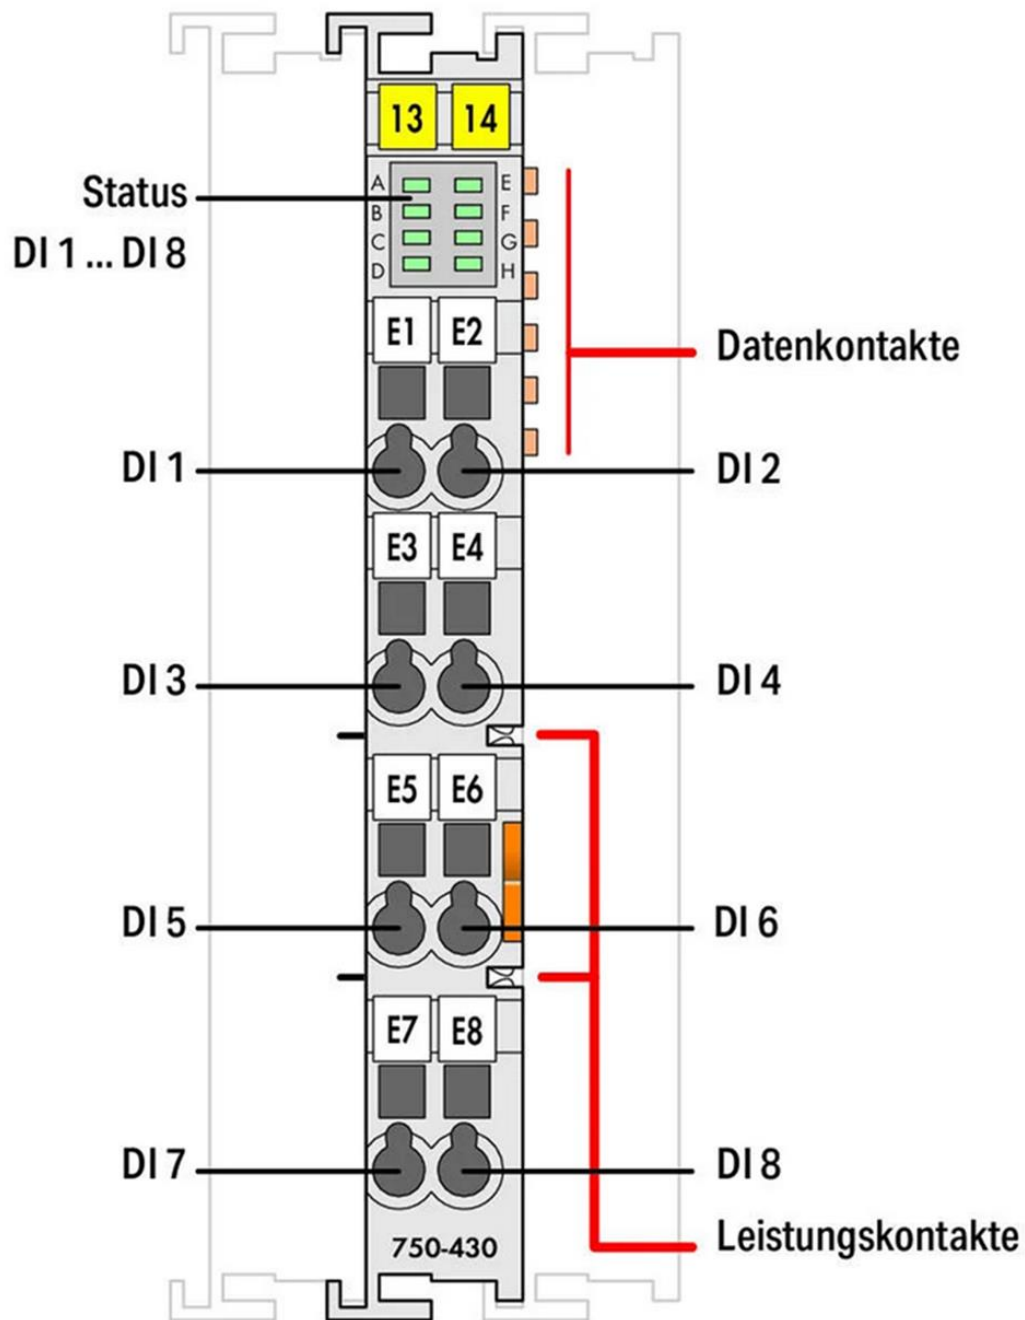 13 14
Status
DI 1 ... DI 8
A E
B F
C G
D H
E1 E2
Datenkontakte
DI 1 DI 2
E3 E4
DI 3 DI 4
E5 E6
DI 5 DI 6
E7 E8
DI 7 DI 8
750-430
Leistungskontakte